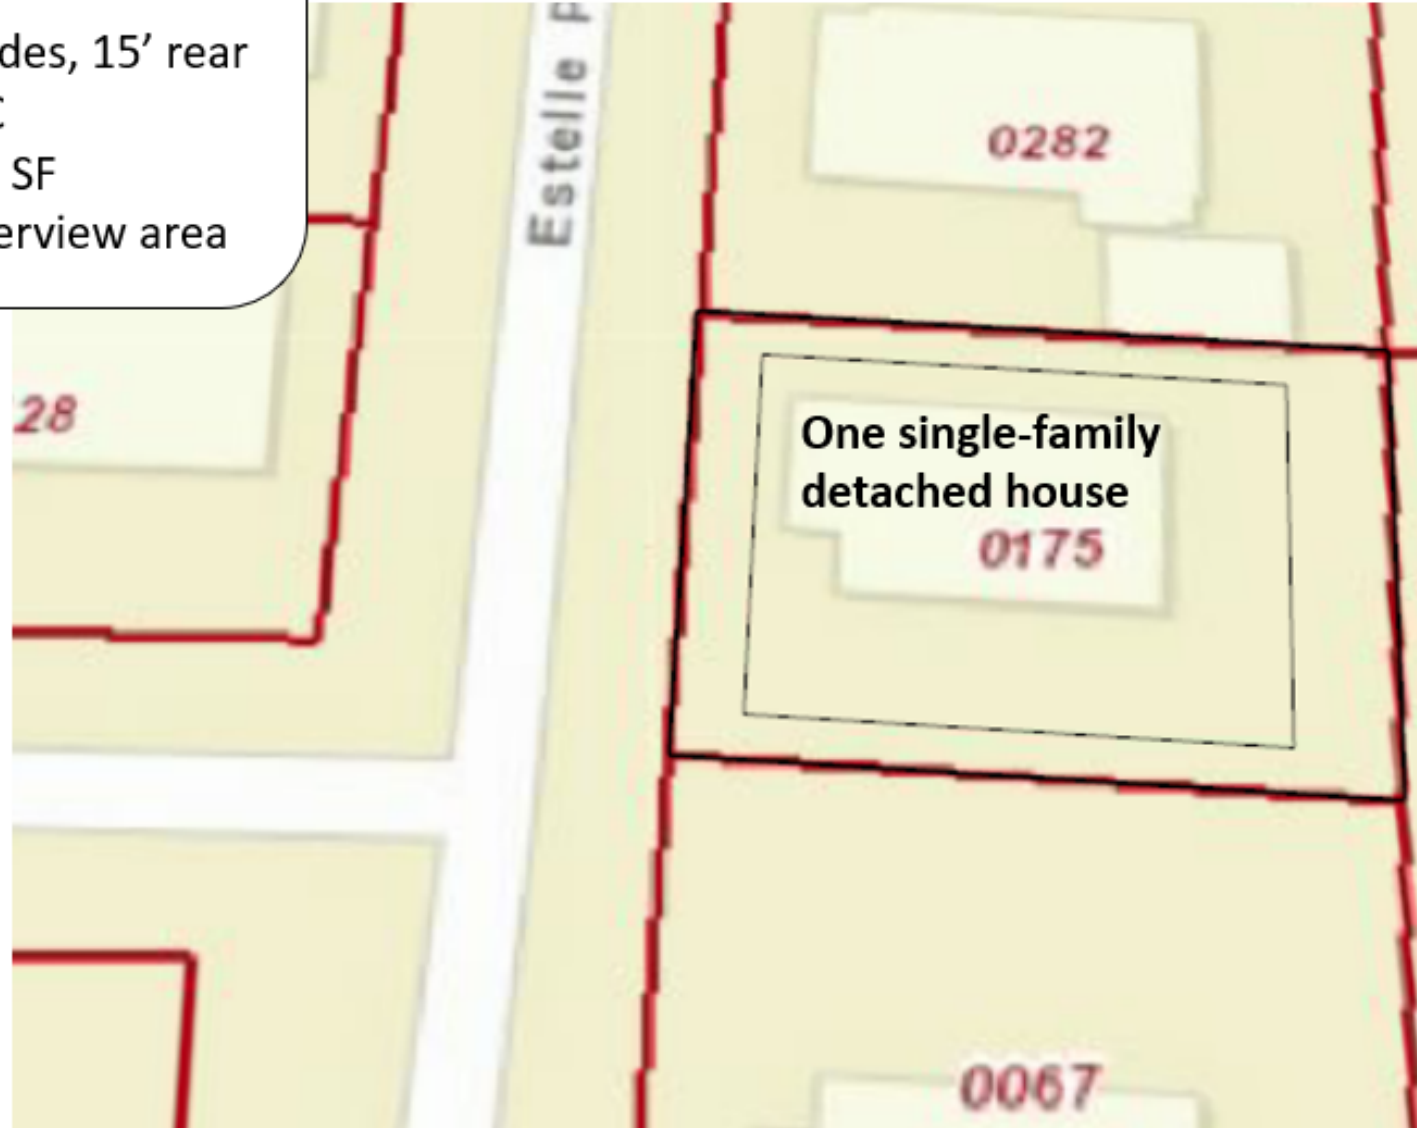 des, 15’ rear
SF
erview area
Estelle
0282
28
One single-family
detached house
0175
0067